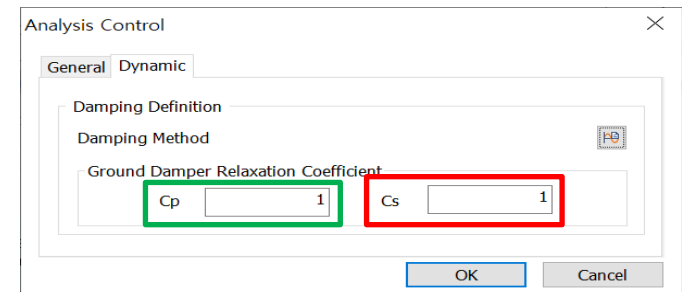 Analysis Control
General Dynamic
Damping Definition
Damping Method
Ground Damper Relaxation Coefficient
Cp 1 Cs 1
OK Cancel